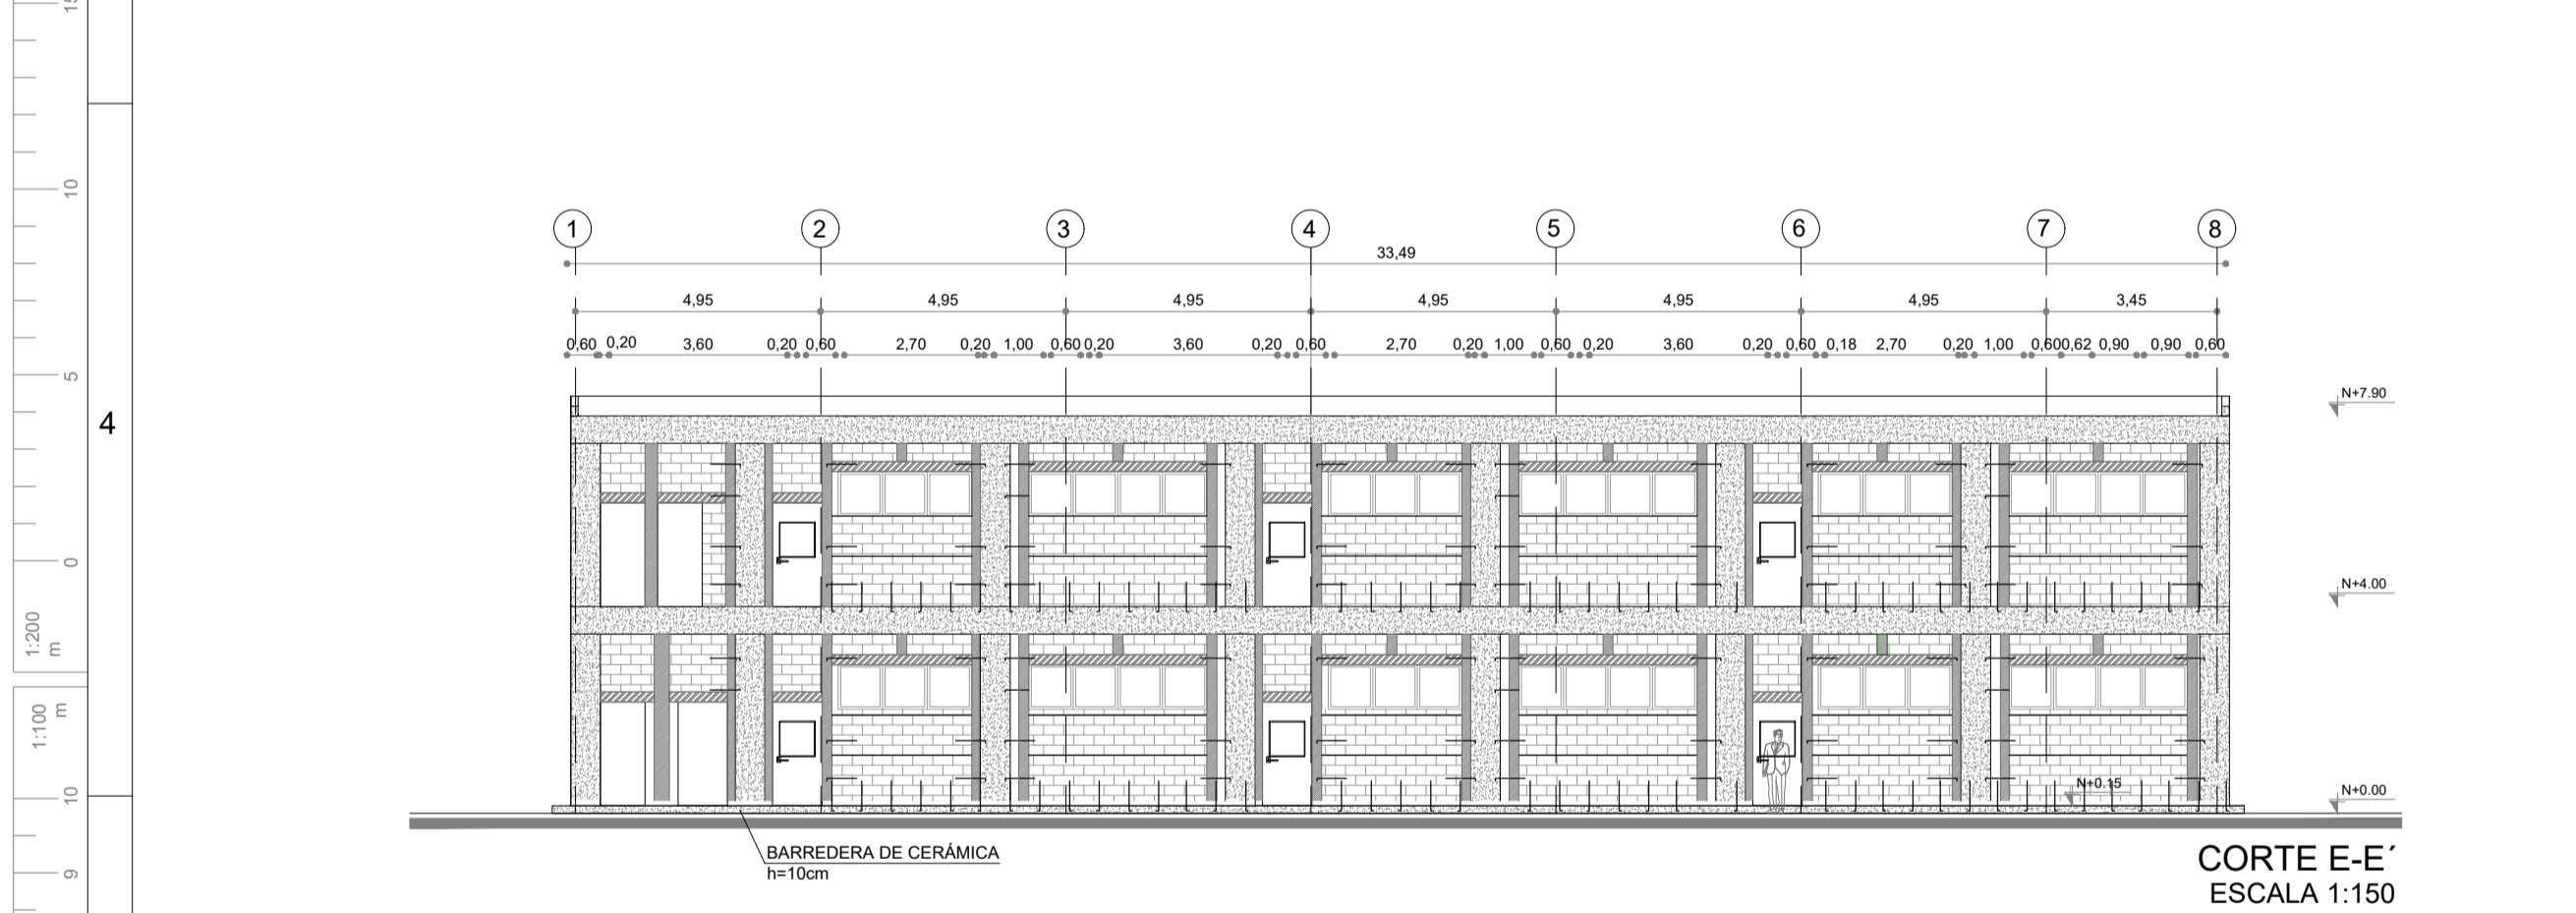 15
10
5
0
1:200
m
1:100
m
10
9
4
1 2 3 4 5 6 7 8
33,49
4,95 4,95 4,95 4,95 4,95 4,95 3,45
0,60 0,20 3,60 0,20 0,60 2,70 0,20 1,00 0,60 0,20 3,60 0,20 0,60 2,70 0,20 1,00 0,60 0,20 3,60 0,20 0,60 0,18 2,70 0,20 1,00 0,60 0,62 0,90 0,90 0,60
N+7.90
N+4.00
N+0.15
N+0.00
BARREDERA DE CERÁMICA
h=10cm
CORTE E-E´
ESCALA 1:150